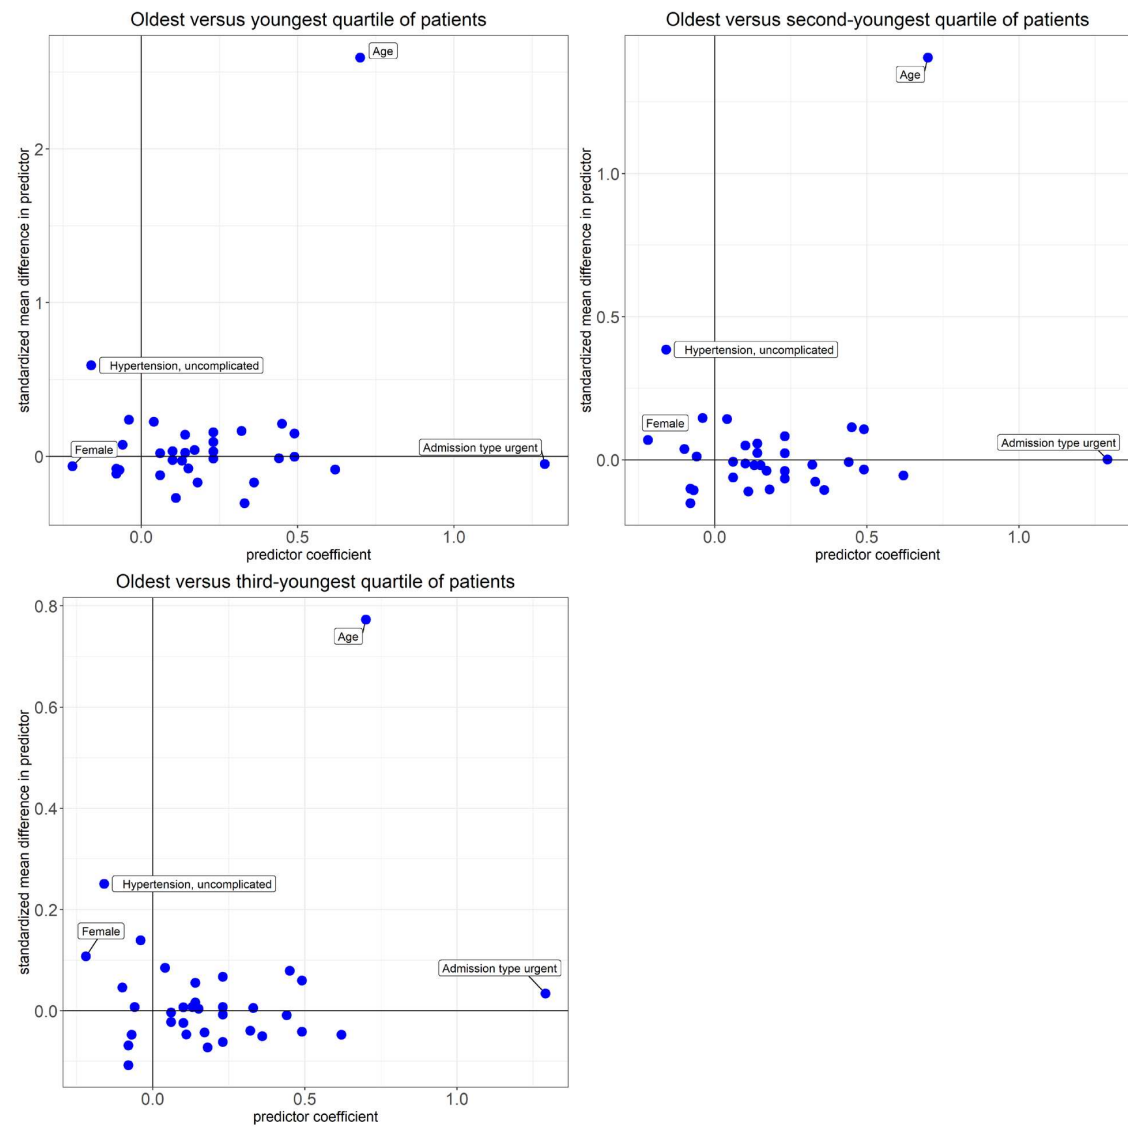 Oldest versus youngest quartile of patients
standardized mean difference in predictor
2
1
0
Age
Hypertension, uncomplicated
Female
Admission type urgent
0.0 0.5 1.0
predictor coefficient
Oldest versus second-youngest quartile of patients
standardized mean difference in predictor
1.0
0.5
0.0
Age
Hypertension, uncomplicated
Female
Admission type urgent
0.0 0.5 1.0
predictor coefficient
Oldest versus third-youngest quartile of patients
standardized mean difference in predictor
0.8
0.6
0.4
0.2
0.0
Age
Hypertension, uncomplicated
Female
Admission type urgent
0.0 0.5 1.0
predictor coefficient